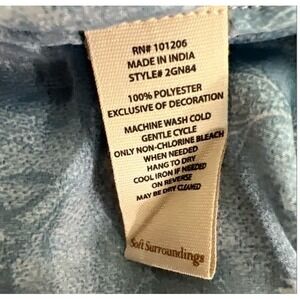 RN# 101206
MADE IN INDIA
STYLE# 2GN84
100% POLYESTER
EXCLUSIVE OF DECORATION
MACHINE WASH COLD
GENTLE CYCLE
ONLY NON-CHLORINE BLEACH
WHEN NEEDED
HANG TO DRY
COOL IRON IF NEEDED
ON REVERSE
MAY BE DRY CLEANED
Soft Surroundings